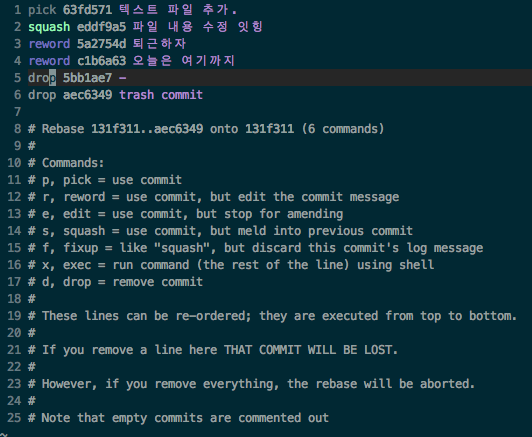 1 pick 63fd571 텍스트 파일 추가.
2 squash eddf9a5 파일 내용 수정 잇힝
3 reword 5a2754d 퇴근하자
4 reword c1b6a63 오늘은 여기까지
5 drop 5bb1ae7 -
6 drop aec6349 trash commit
7
8 # Rebase 131f311..aec6349 onto 131f311 (6 commands)
9 #
10 # Commands:
11 # p, pick = use commit
12 # r, reword = use commit, but edit the commit message
13 # e, edit = use commit, but stop for amending
14 # s, squash = use commit, but meld into previous commit
15 # f, fixup = like "squash", but discard this commit's log message
16 # x, exec = run command (the rest of the line) using shell
17 # d, drop = remove commit
18 #
19 # These lines can be re-ordered; they are executed from top to bottom.
20 #
21 # If you remove a line here THAT COMMIT WILL BE LOST.
22 #
23 # However, if you remove everything, the rebase will be aborted.
24 #
25 # Note that empty commits are commented out
~